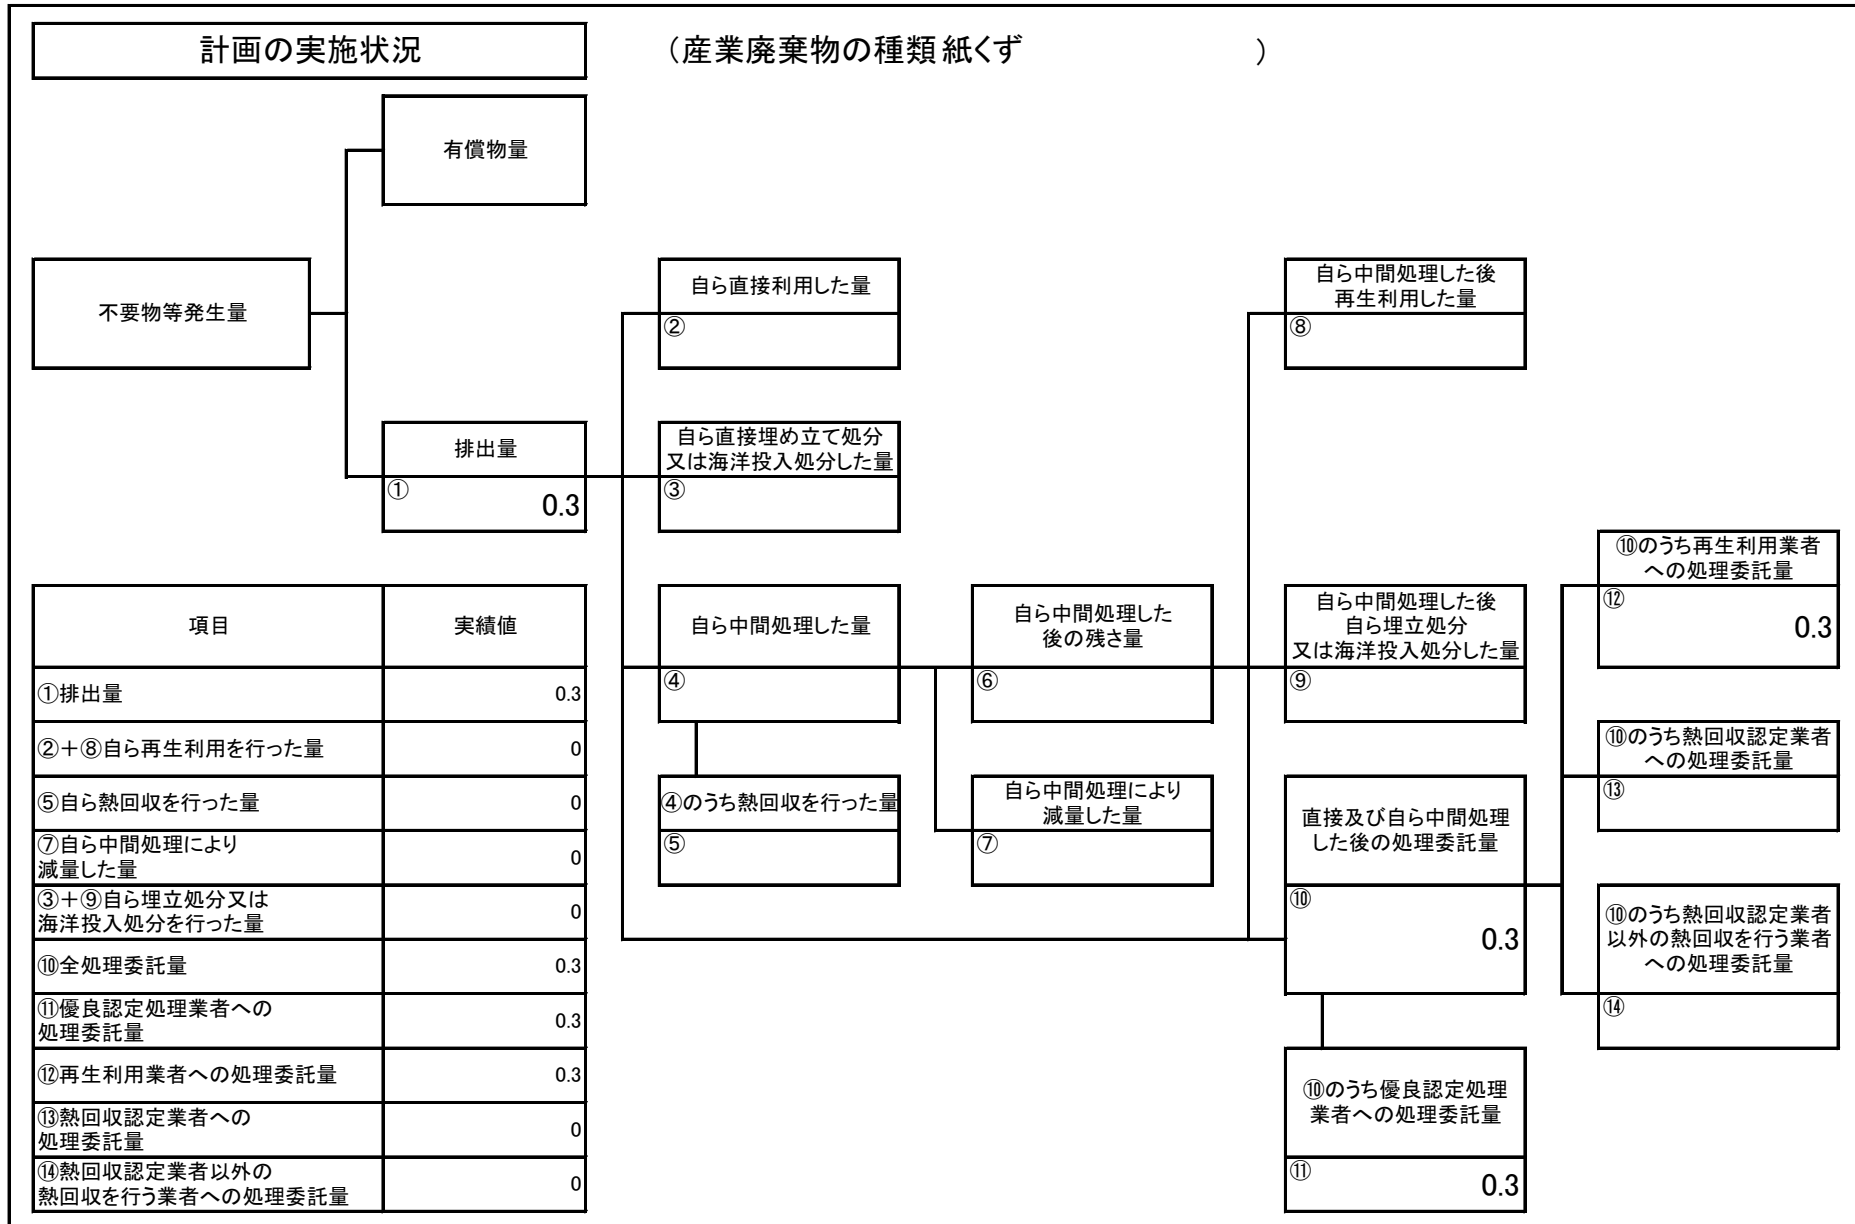 計画の実施状況
（産業廃棄物の種類 紙くず　　　　　　）
有償物量
不要物等発生量
自ら直接利用した量
②
自ら中間処理した後
再生利用した量
⑧
排出量
① 0.3
自ら直接埋め立て処分
又は海洋投入処分した量
③
⑩のうち再生利用業者
への処理委託量
⑫ 0.3
項目 実績値
①排出量 0.3
②＋⑧自ら再生利用を行った量 0
⑤自ら熱回収を行った量 0
⑦自ら中間処理により
減量した量 0
③＋⑨自ら埋立処分又は
海洋投入処分を行った量 0
⑩全処理委託量 0.3
⑪優良認定処理業者への
処理委託量 0.3
⑫再生利用業者への処理委託量 0.3
⑬熱回収認定業者への
処理委託量 0
⑭熱回収認定業者以外の
熱回収を行う業者への処理委託量 0
自ら中間処理した量
④
自ら中間処理した
後の残さ量
⑥
自ら中間処理した後
自ら埋立処分
又は海洋投入処分した量
⑨
④のうち熱回収を行った量
⑤
自ら中間処理により
減量した量
⑦
直接及び自ら中間処理
した後の処理委託量
⑩ 0.3
⑩のうち熱回収認定業者
への処理委託量
⑬
⑩のうち熱回収認定業者
以外の熱回収を行う業者
への処理委託量
⑭
⑩のうち優良認定処理
業者への処理委託量
⑪ 0.3